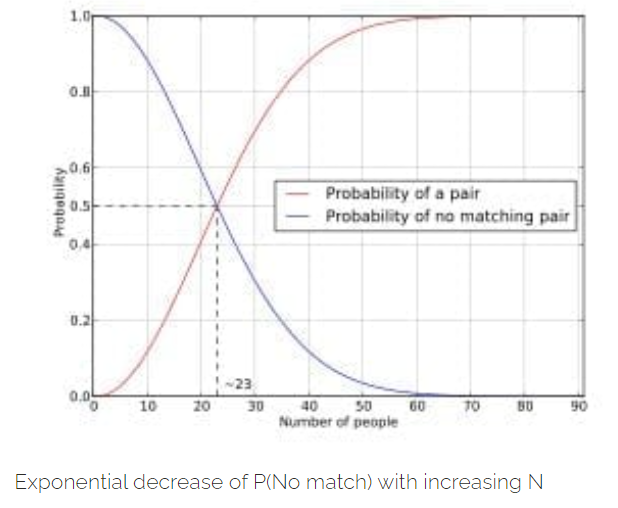 1.0
0.8
0.6
0.5
0.4
0.2
0.0
Probability
Probability of a pair
Probability of no matching pair
~23
0 10 20 30 40 50 60 70 80 90
Number of people
Exponential decrease of P(No match) with increasing N